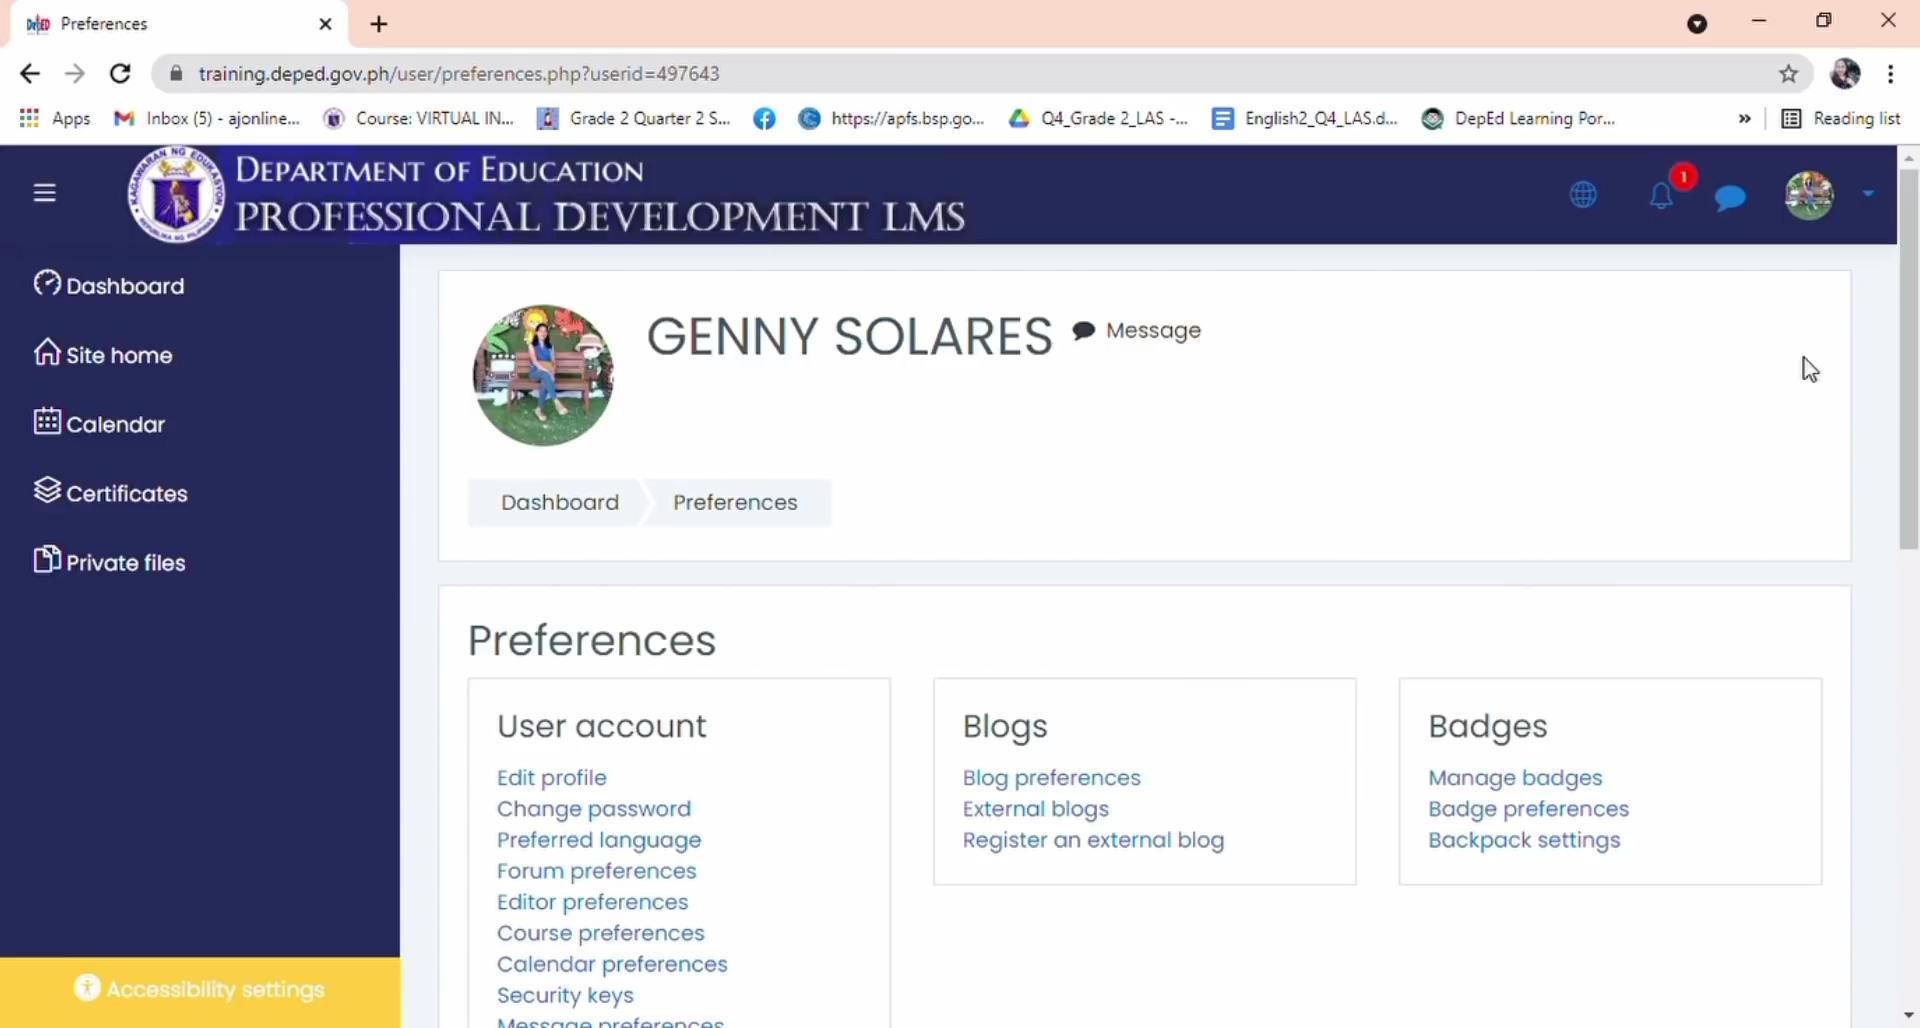 Preferences
training.deped.gov.ph/user/preferences.php?userid=497643
Apps Inbox (5) - ajonline... Course: VIRTUAL IN... Grade 2 Quarter 2 S... https://apfs.bsp.go... Q4_Grade 2_LAS -... English2_Q4_LAS.d... DepEd Learning Por... » Reading list
DEPARTMENT OF EDUCATION
PROFESSIONAL DEVELOPMENT LMS
1
Dashboard
Site home
Calendar
Certificates
Private files
Accessibility settings
GENNY SOLARES Message
Dashboard Preferences
Preferences
User account
Edit profile
Change password
Preferred language
Forum preferences
Editor preferences
Course preferences
Calendar preferences
Security keys
Message preferences
Blogs
Blog preferences
External blogs
Register an external blog
Badges
Manage badges
Badge preferences
Backpack settings